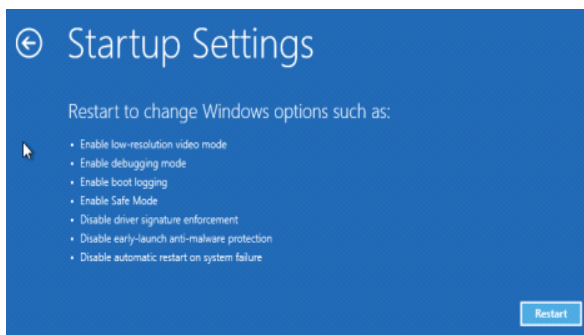 Startup Settings
Restart to change Windows options such as:
• Enable low-resolution video mode
• Enable debugging mode
• Enable boot logging
• Enable Safe Mode
• Disable driver signature enforcement
• Disable early-launch anti-malware protection
• Disable automatic restart on system failure
Restart